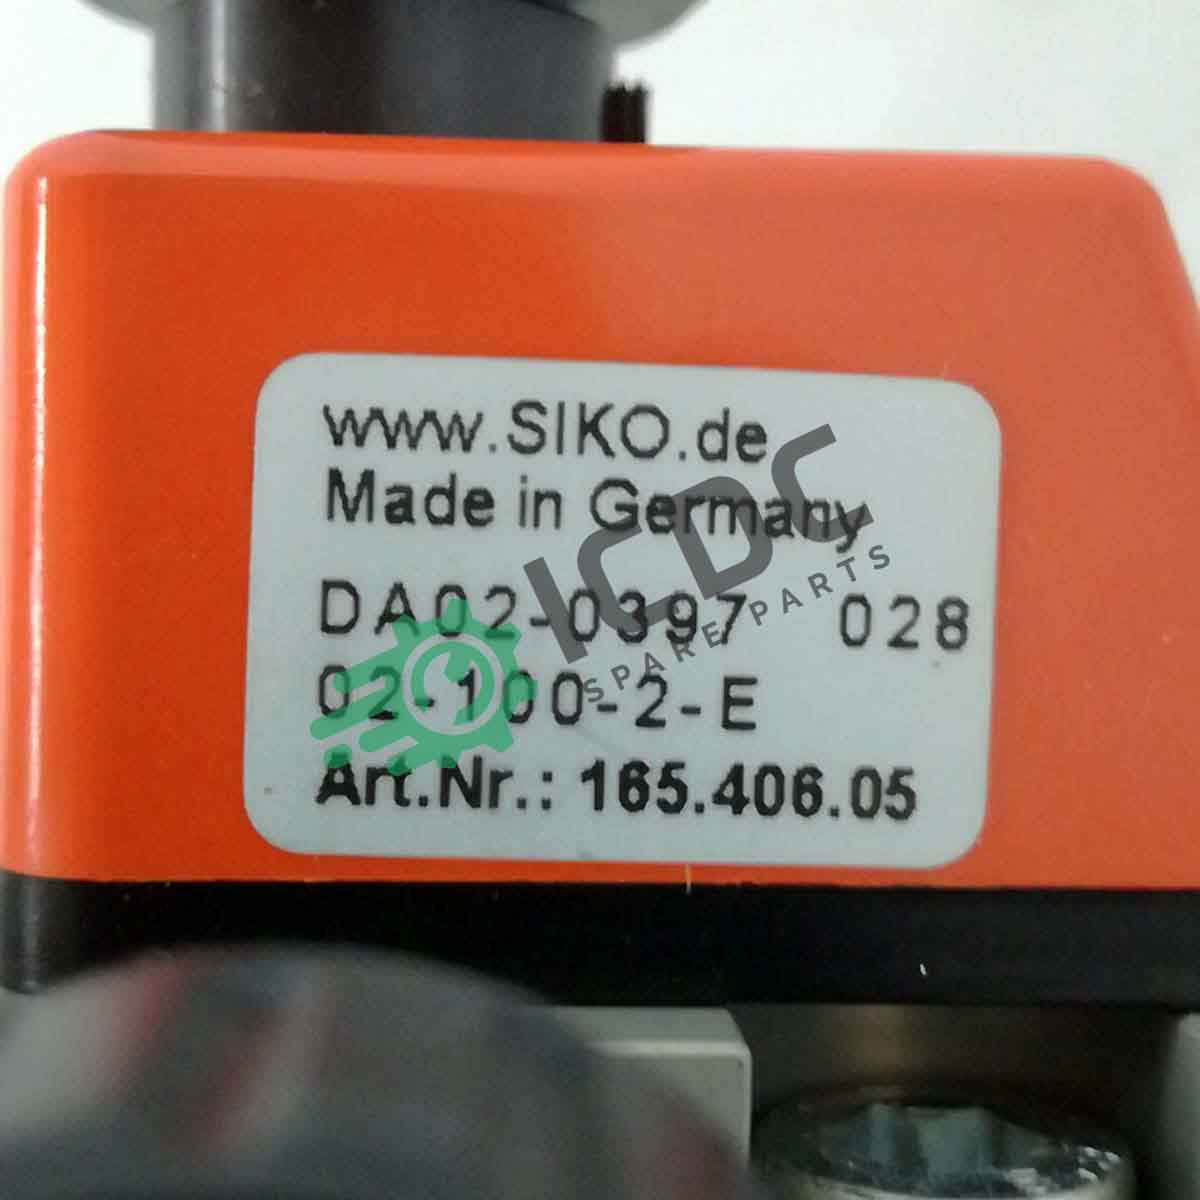 www.SIKO.de
Made in Germany
DA02-0397 028
02-100-2-E
Art.Nr.: 165.406.05
ICDC
SPARE PARTS